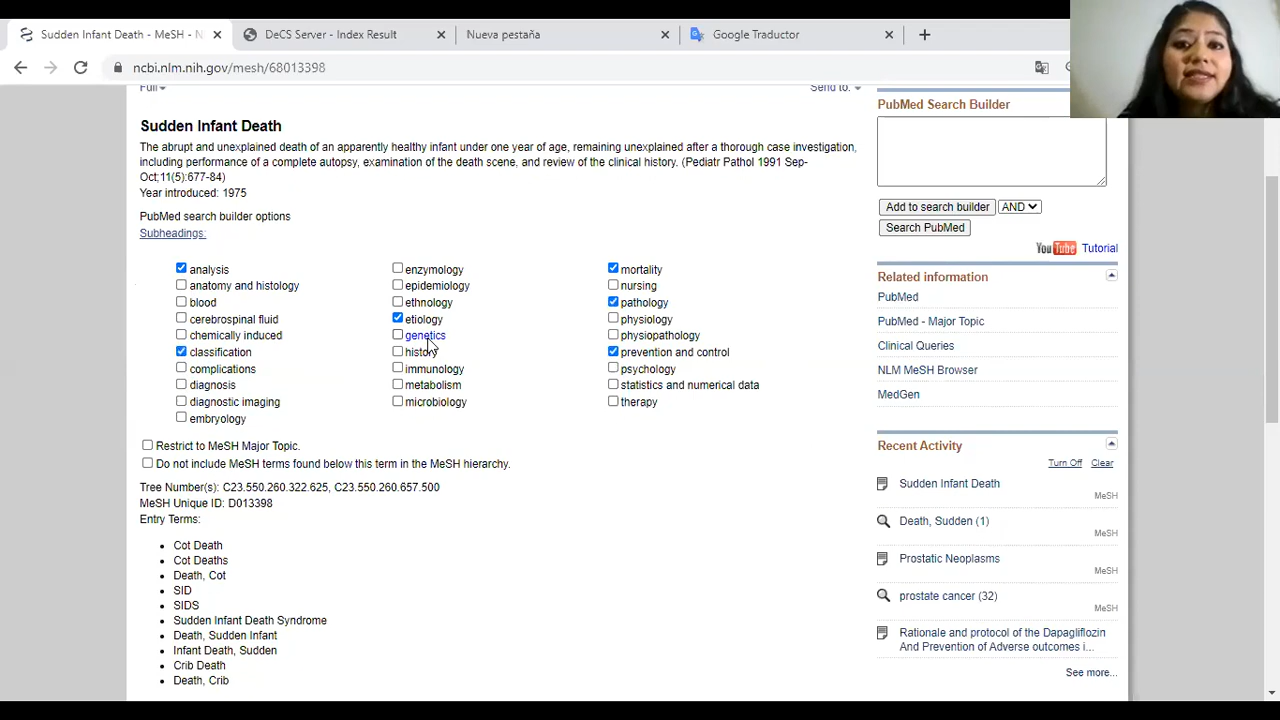 Sudden Infant Death - MeSH - N
DeCS Server - Index Result
Nueva pestaña
Google Traductor
ncbi.nlm.nih.gov/mesh/68013398
Full
Send to:
Sudden Infant Death
The abrupt and unexplained death of an apparently healthy infant under one year of age, remaining unexplained after a thorough case investigation,
including performance of a complete autopsy, examination of the death scene, and review of the clinical history. (Pediatr Pathol 1991 Sep-
Oct;11(5):677-84)
Year introduced: 1975
PubMed search builder options
Subheadings:
analysis
anatomy and histology
blood
cerebrospinal fluid
chemically induced
classification
complications
diagnosis
diagnostic imaging
embryology
enzymology
epidemiology
ethnology
etiology
genetics
history
immunology
metabolism
microbiology
mortality
nursing
pathology
physiology
physiopathology
prevention and control
psychology
statistics and numerical data
therapy
Restrict to MeSH Major Topic.
Do not include MeSH terms found below this term in the MeSH hierarchy.
Tree Number(s): C23.550.260.322.625, C23.550.260.657.500
MeSH Unique ID: D013398
Entry Terms:
Cot Death
Cot Deaths
Death, Cot
SID
SIDS
Sudden Infant Death Syndrome
Death, Sudden Infant
Infant Death, Sudden
Crib Death
Death, Crib
PubMed Search Builder
Add to search builder AND
Search PubMed
YouTube Tutorial
Related information
PubMed
PubMed - Major Topic
Clinical Queries
NLM MeSH Browser
MedGen
Recent Activity
Turn Off Clear
Sudden Infant Death
MeSH
Death, Sudden (1)
MeSH
Prostatic Neoplasms
MeSH
prostate cancer (32)
MeSH
Rationale and protocol of the Dapagliflozin
And Prevention of Adverse outcomes i...
See more...